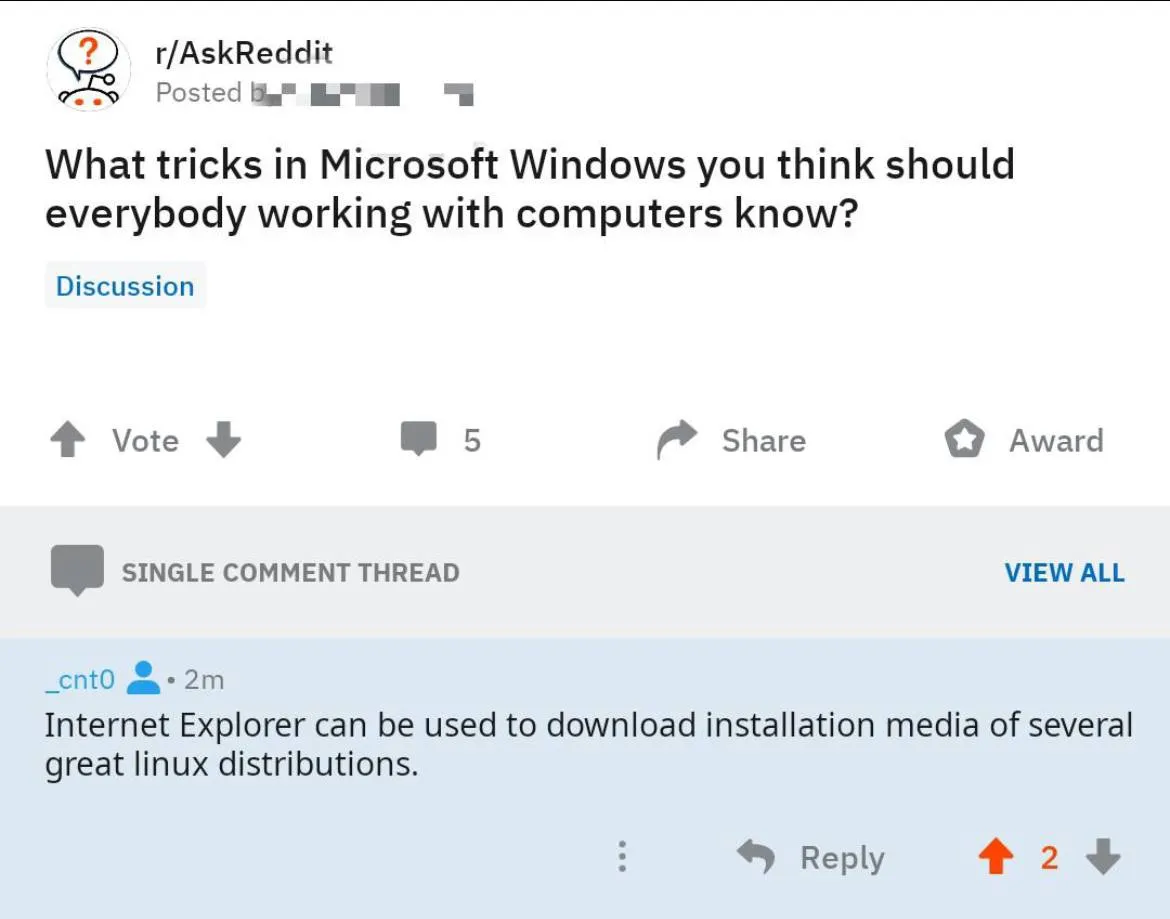 r/AskReddit
Posted
What tricks in Microsoft Windows you think should
everybody working with computers know?
Discussion
Vote
5
Share
Award
SINGLE COMMENT THREAD
VIEW ALL
_cnt0 • 2m
Internet Explorer can be used to download installation media of several
great linux distributions.
Reply
2